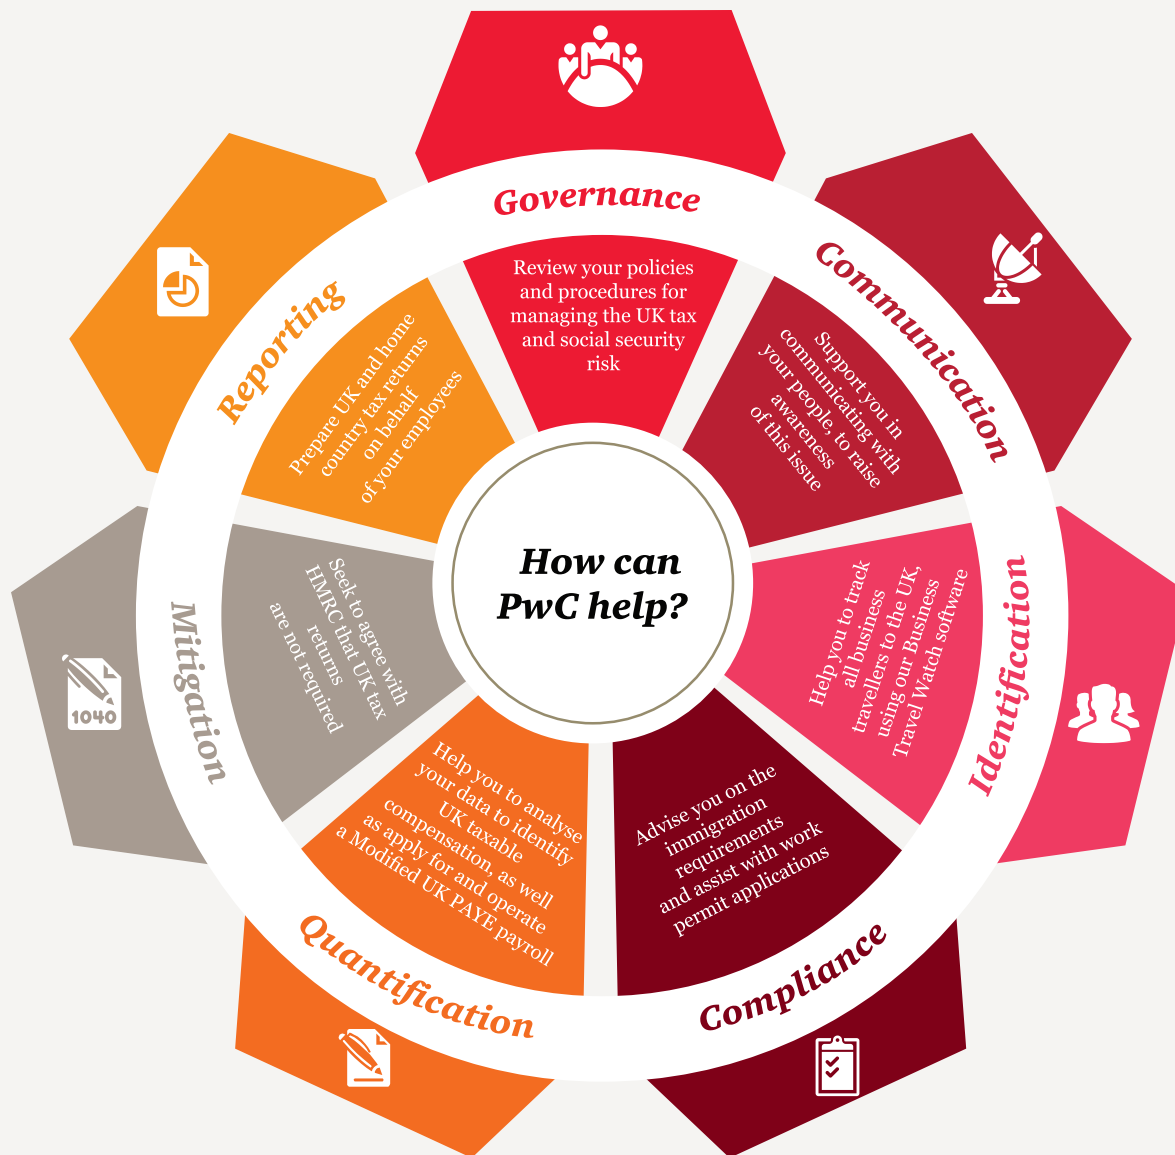 Governance
Review your policies
and procedures for
managing the UK tax
and social security
risk
Communication
Support you in
communicating with
your people, to raise
awareness
of this issue
Identification
Help you to track
all business
travellers to the UK,
using our Business
Travel Watch software
Compliance
Advise you on the
immigration
requirements
and assist with work
permit applications
Quantification
Help you to analyse
your data to identify
UK taxable
compensation, as well
as apply for and operate
a Modified UK PAYE payroll
Mitigation
Seek to agree with
HMRC that UK tax
returns
are not required
1040
Reporting
Prepare UK and home
country tax returns
on behalf
of your employees
How can
PwC help?